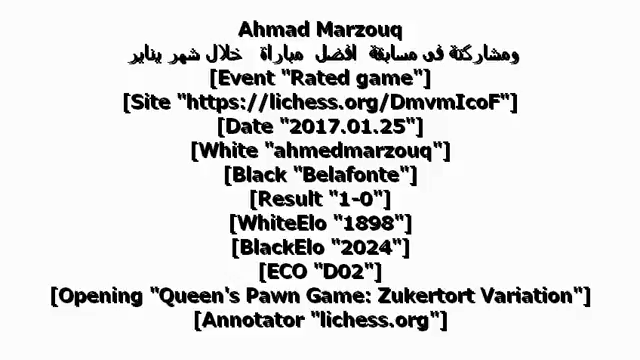 Ahmad Marzouq
ومشاركتة فى مسابقة افضل مباراة خلال شهر يناير
[Event "Rated game"]
[Site "https://lichess.org/DmvmIcoF"]
[Date "2017.01.25"]
[White "ahmedmarzouq"]
[Black "Belafonte"]
[Result "1-0"]
[WhiteElo "1898"]
[BlackElo "2024"]
[ECO "D02"]
[Opening "Queen's Pawn Game: Zukertort Variation"]
[Annotator "lichess.org"]